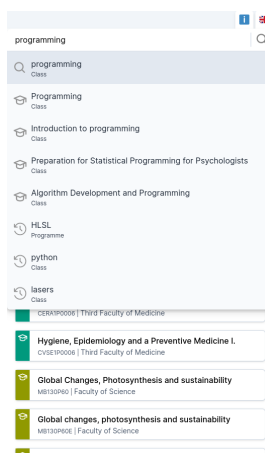 programming
programming
Class
Programming
Class
Introduction to programming
Class
Preparation for Statistical Programming for Psychologists
Class
Algorithm Development and Programming
Class
HLSL
Programme
python
Class
lasers
Class
CERA1P0006 | Third Faculty of Medicine
Hygiene, Epidemiology and a Preventive Medicine I.
CVSE1P0008 | Third Faculty of Medicine
Global Changes, Photosynthesis and sustainability
MB130P60 | Faculty of Science
Global changes, photosynthesis and sustainability
MB130P60E | Faculty of Science